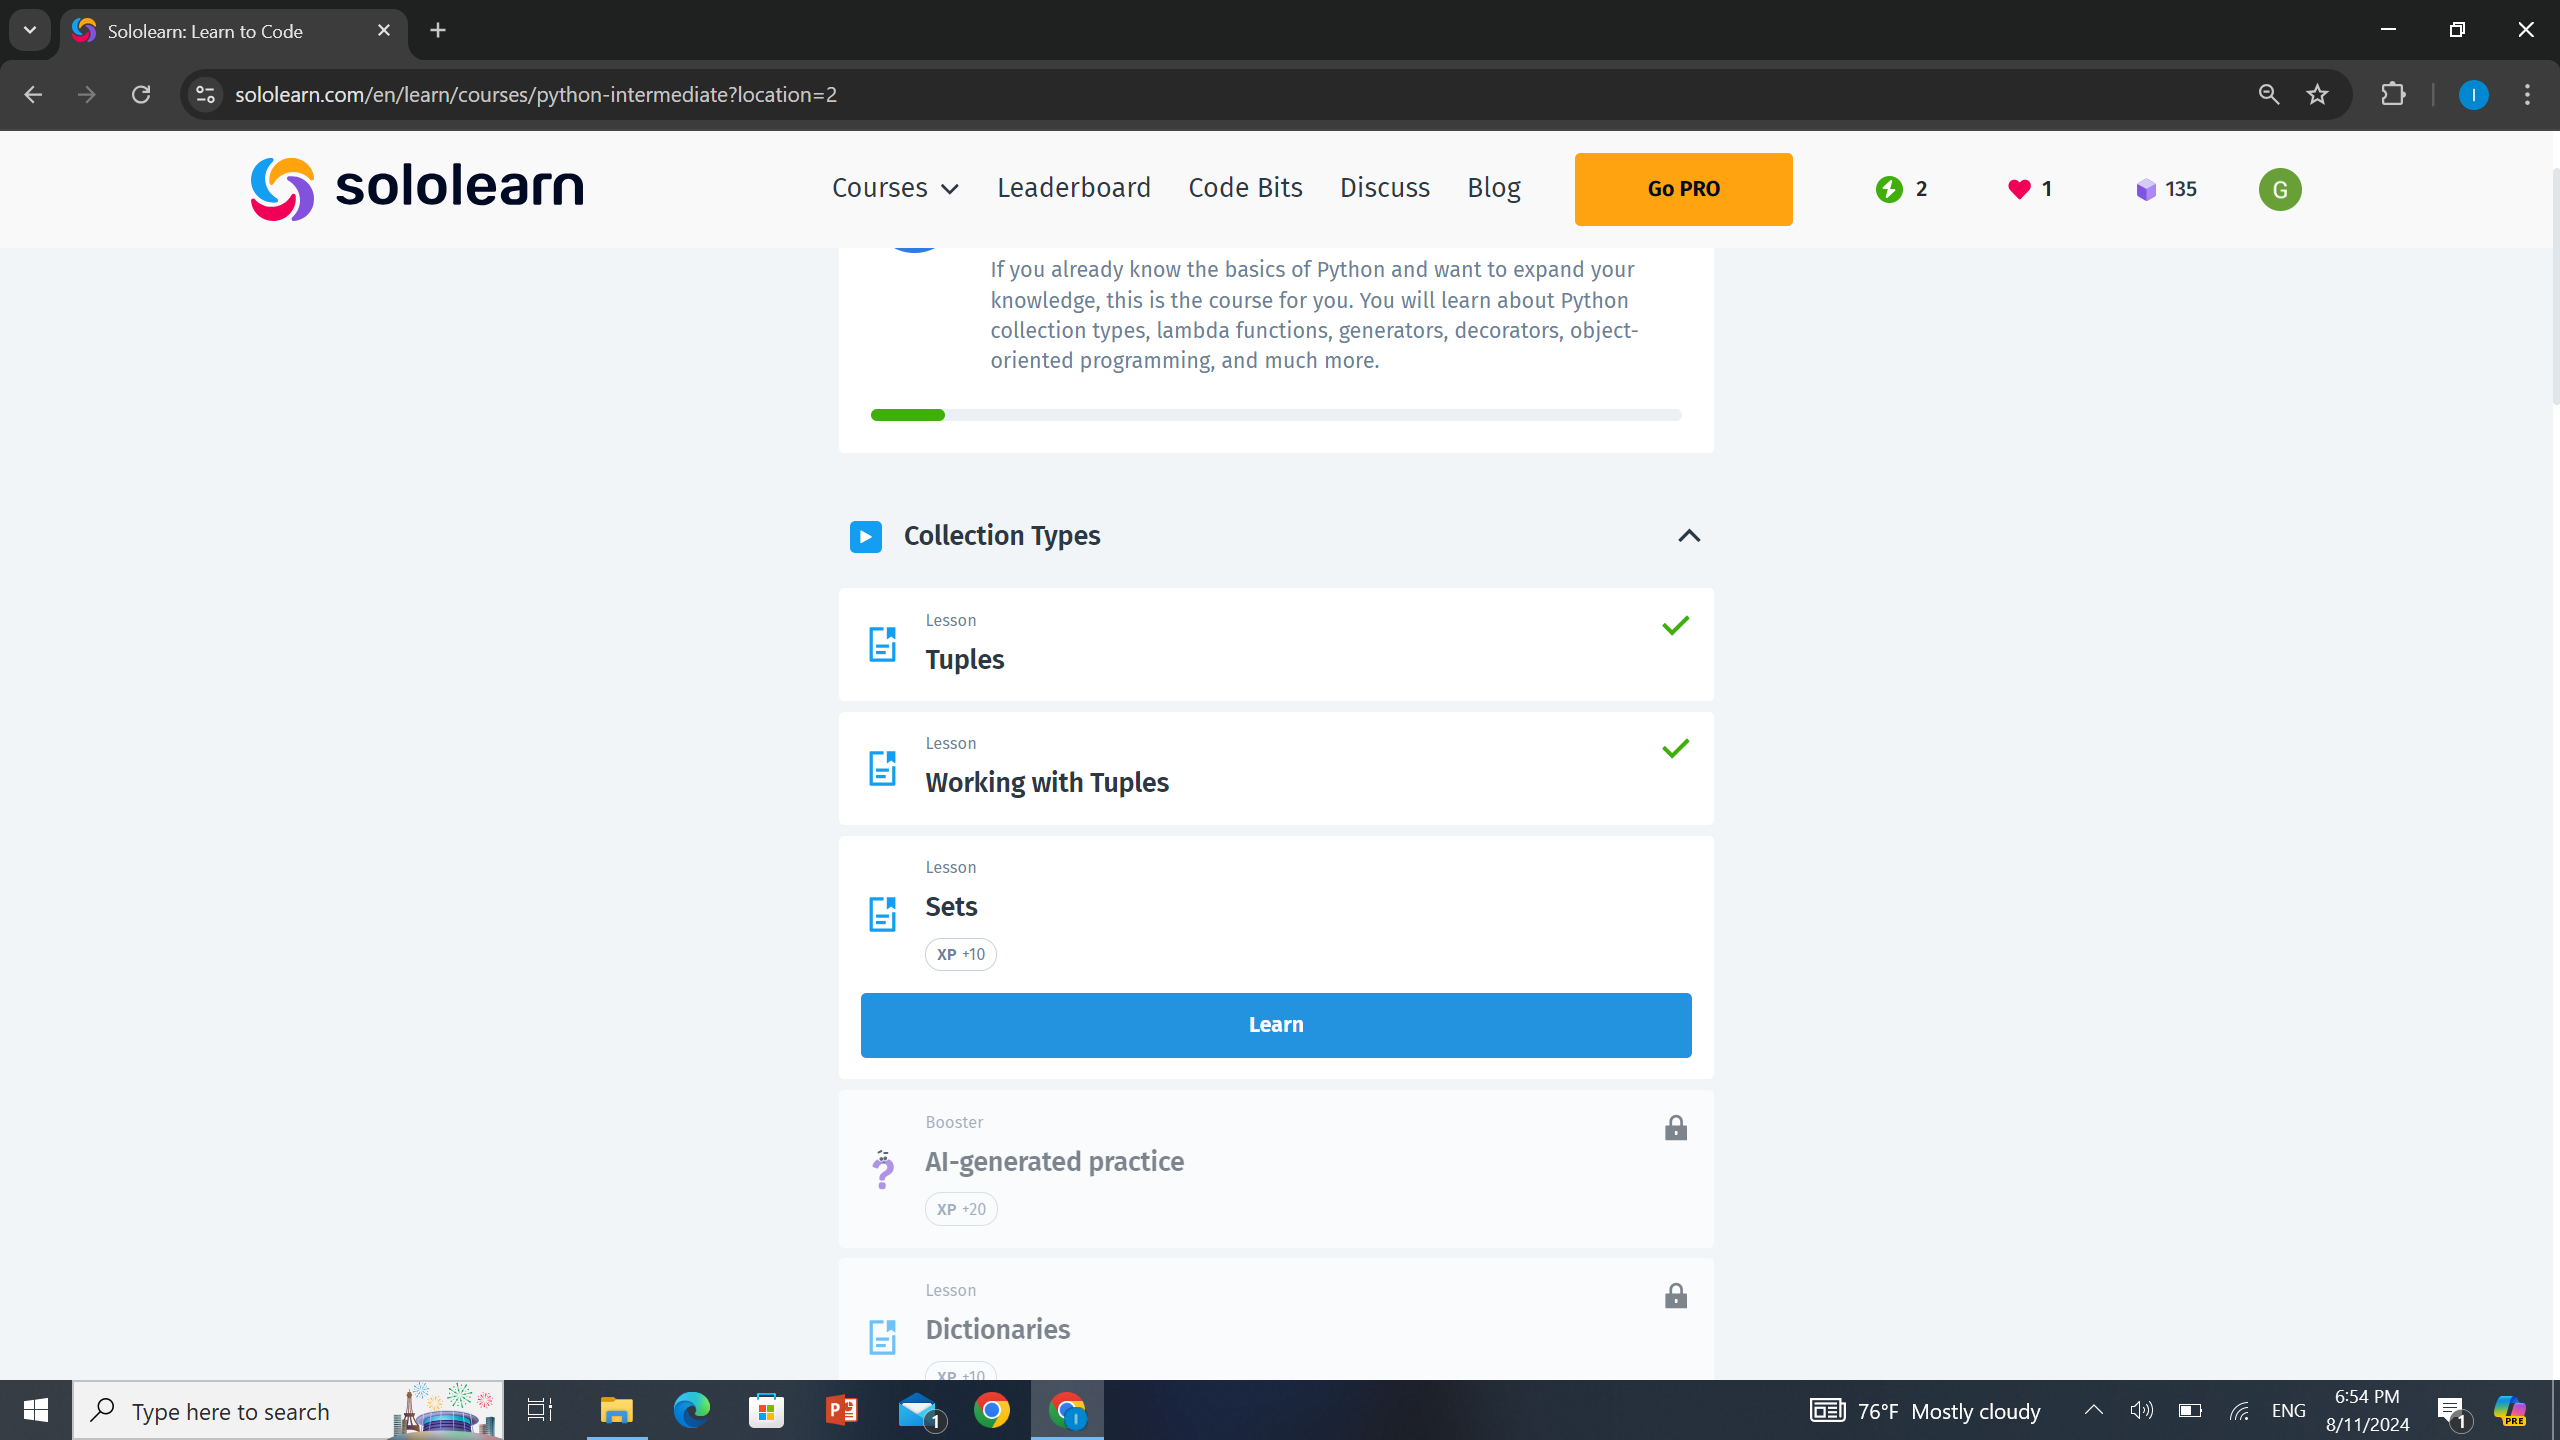 Sololearn: Learn to Code
sololearn.com/en/learn/courses/python-intermediate?location=2
I
sololearn
Courses
Leaderboard
Code Bits
Discuss
Blog
Go PRO
2
1
135
G
If you already know the basics of Python and want to expand your
knowledge, this is the course for you. You will learn about Python
collection types, lambda functions, generators, decorators, object-
oriented programming, and much more.
Collection Types
Lesson
Tuples
Lesson
Working with Tuples
Lesson
Sets
XP +10
Learn
Booster
AI-generated practice
XP +20
Lesson
Dictionaries
XP +10
Type here to search
1
I
76°F Mostly cloudy
ENG
6:54 PM
8/11/2024
1
PRE